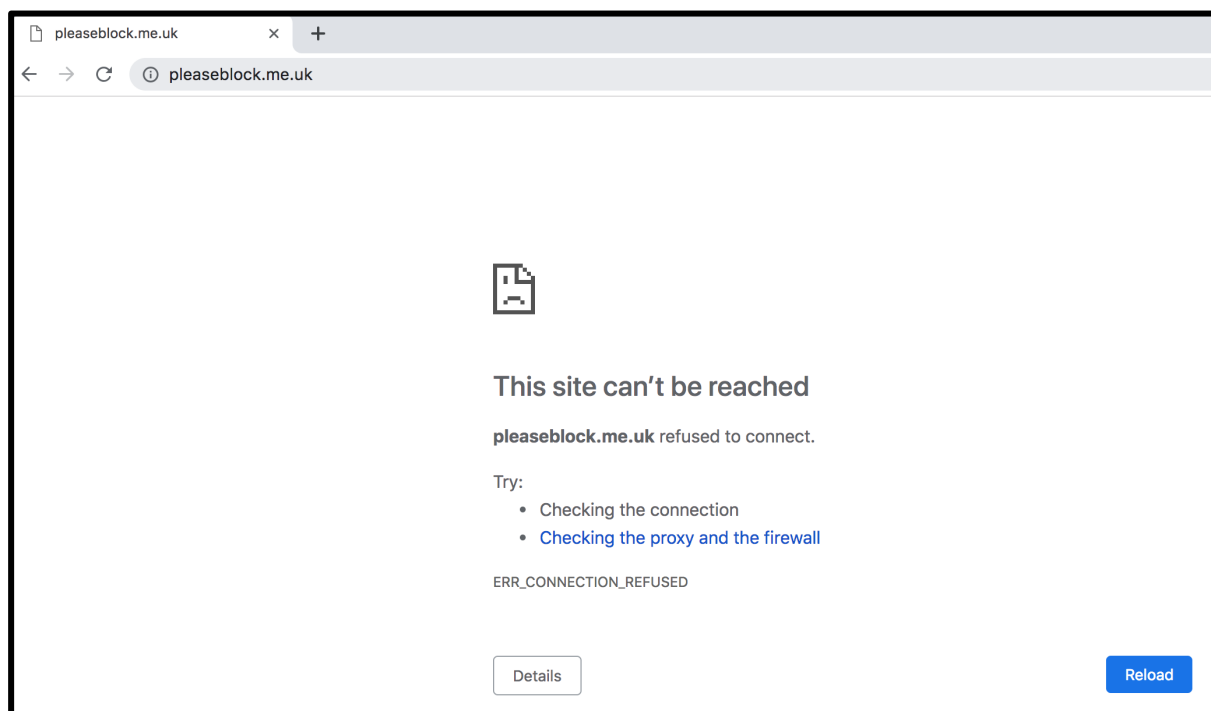 pleaseblock.me.uk
pleaseblock.me.uk
This site can’t be reached
pleaseblock.me.uk refused to connect.
Try:
• Checking the connection
• Checking the proxy and the firewall
ERR_CONNECTION_REFUSED
Details
Reload